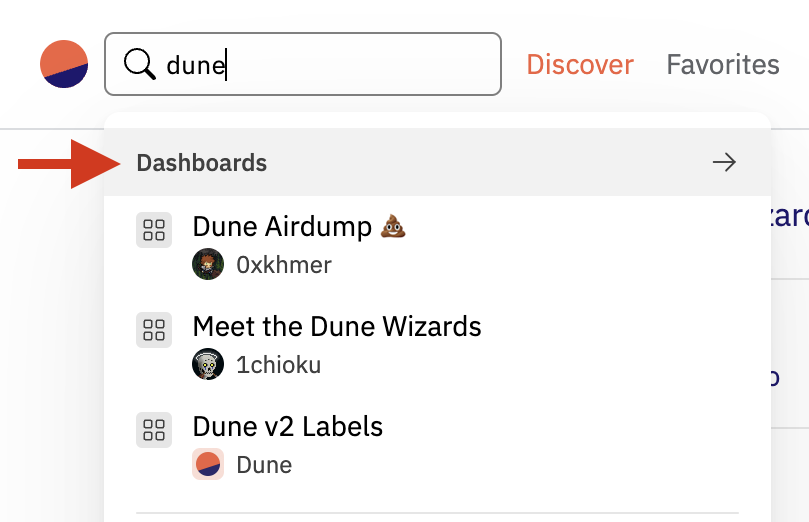 dune
Discover
Favorites
Dashboards
Dune Airdump 💩
0xkhmer
Meet the Dune Wizards
1chioku
Dune v2 Labels
Dune